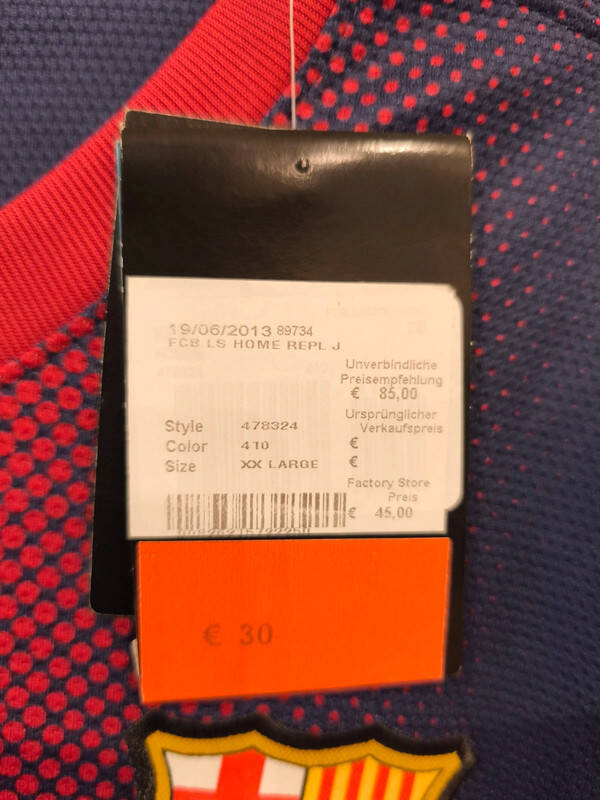 19/06/2013 89734
FCB LS HOME REPL J
Unverbindliche
Preisempfehlung
€ 85,00
Ursprünglicher
Verkaufspreis
€
€
Style 478324
Color 410
Size XX LARGE
Factory Store
Preis
€ 45,00
€ 30